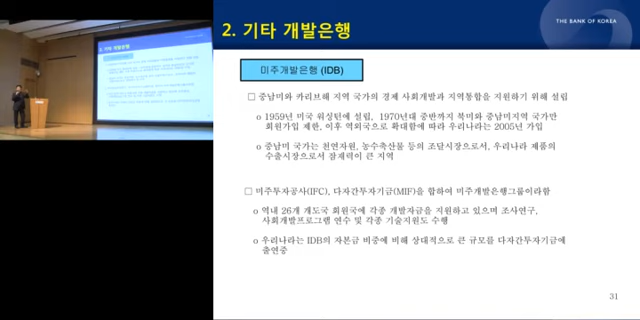 THE BANK OF KOREA
2. 기타 개발은행
미주개발은행 (IDB)
□ 중남미와 카리브해 지역 국가의 경제 사회개발과 지역통합을 지원하기 위해 설립
o 1959년 미국 워싱턴에 설립, 1970년대 중반까지 북미와 중남미지역 국가만
회원가입 제한, 이후 역외국으로 확대함에 따라 우리나라는 2005년 가입
o 중남미 국가는 천연자원, 농수축산물 등의 조달시장으로서, 우리나라 제품의
수출시장으로서 잠재력이 큰 지역
□ 미주투자공사(IFC), 다자간투자기금(MIF)을 합하여 미주개발은행그룹이라함
o 역내 26개 개도국 회원국에 각종 개발자금을 지원하고 있으며 조사연구,
사회개발프로그램 연수 및 각종 기술지원도 수행
o 우리나라는 IDB의 자본금 비중에 비해 상대적으로 큰 규모를 다자간투자기금에
출연중
31